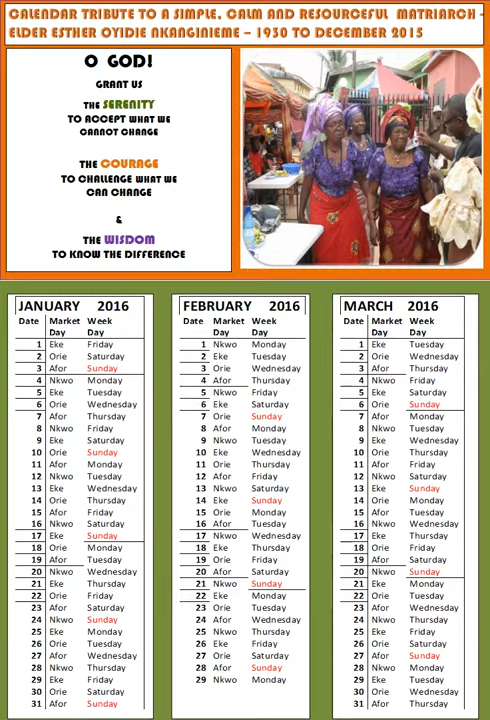 CALENDAR TRIBUTE TO A SIMPLE, CALM AND RESOURCEFUL MATRIARCH -
ELDER ESTHER OYIDIE NKANGINIEME – 1930 TO DECEMBER 2015
O GOD!
GRANT US
THE SERENITY
TO ACCEPT WHAT WE
CANNOT CHANGE
THE COURAGE
TO CHALLENGE WHAT WE
CAN CHANGE
&
THE WISDOM
TO KNOW THE DIFFERENCE
JANUARY 2016
Date Market Week
Day Day
1 Eke Friday
2 Orie Saturday
3 Afor Sunday
4 Nkwo Monday
5 Eke Tuesday
6 Orie Wednesday
7 Afor Thursday
8 Nkwo Friday
9 Eke Saturday
10 Orie Sunday
11 Afor Monday
12 Nkwo Tuesday
13 Eke Wednesday
14 Orie Thursday
15 Afor Friday
16 Nkwo Saturday
17 Eke Sunday
18 Orie Monday
19 Afor Tuesday
20 Nkwo Wednesday
21 Eke Thursday
22 Orie Friday
23 Afor Saturday
24 Nkwo Sunday
25 Eke Monday
26 Orie Tuesday
27 Afor Wednesday
28 Nkwo Thursday
29 Eke Friday
30 Orie Saturday
31 Afor Sunday
FEBRUARY 2016
Date Market Week
Day Day
1 Nkwo Monday
2 Eke Tuesday
3 Orie Wednesday
4 Afor Thursday
5 Nkwo Friday
6 Eke Saturday
7 Orie Sunday
8 Afor Monday
9 Nkwo Tuesday
10 Eke Wednesday
11 Orie Thursday
12 Afor Friday
13 Nkwo Saturday
14 Eke Sunday
15 Orie Monday
16 Afor Tuesday
17 Nkwo Wednesday
18 Eke Thursday
19 Orie Friday
20 Afor Saturday
21 Nkwo Sunday
22 Eke Monday
23 Orie Tuesday
24 Afor Wednesday
25 Nkwo Thursday
26 Eke Friday
27 Orie Saturday
28 Afor Sunday
29 Nkwo Monday
MARCH 2016
Date Market Week
Day Day
1 Eke Tuesday
2 Orie Wednesday
3 Afor Thursday
4 Nkwo Friday
5 Eke Saturday
6 Orie Sunday
7 Afor Monday
8 Nkwo Tuesday
9 Eke Wednesday
10 Orie Thursday
11 Afor Friday
12 Nkwo Saturday
13 Eke Sunday
14 Orie Monday
15 Afor Tuesday
16 Nkwo Wednesday
17 Eke Thursday
18 Orie Friday
19 Afor Saturday
20 Nkwo Sunday
21 Eke Monday
22 Orie Tuesday
23 Afor Wednesday
24 Nkwo Thursday
25 Eke Friday
26 Orie Saturday
27 Afor Sunday
28 Nkwo Monday
29 Eke Tuesday
30 Orie Wednesday
31 Afor Thursday